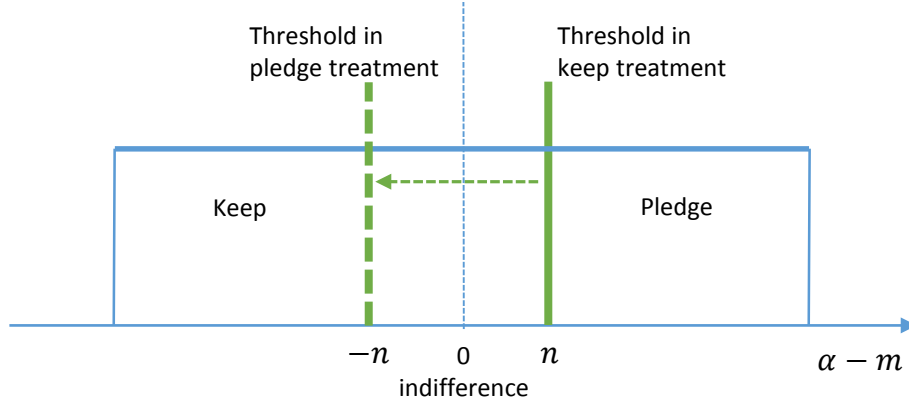 Threshold in
pledge treatment
Threshold in
keep treatment
Keep
Pledge
−n
0
n
α − m
indifference